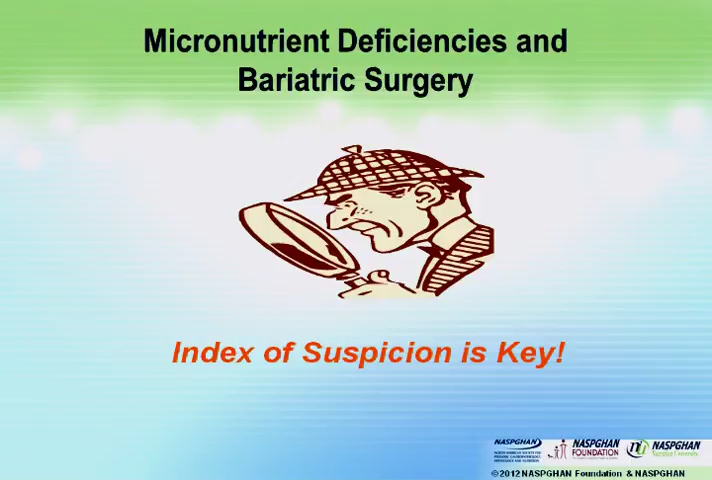 Micronutrient Deficiencies and
Bariatric Surgery
Index of Suspicion is Key!
NASPGHAN
NASPGHAN
FOUNDATION
NASPGHAN
©2012 NASPGHAN Foundation & NASPGHAN